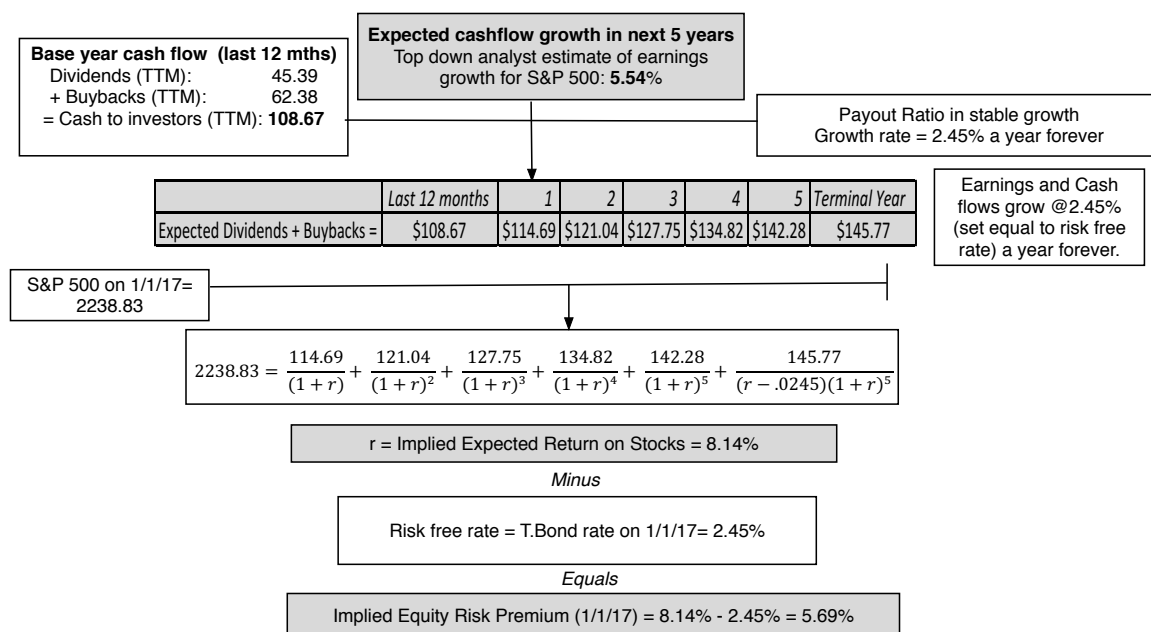 Expected cashflow growth in next 5 years
Top down analyst estimate of earnings
growth for S&P 500: 5.54%
Base year cash flow (last 12 mths)
Dividends (TTM): 45.39
+ Buybacks (TTM): 62.38
= Cash to investors (TTM): 108.67
Payout Ratio in stable growth
Growth rate = 2.45% a year forever
Last 12 months 1 2 3 4 5 Terminal Year
Expected Dividends + Buybacks = $108.67 $114.69 $121.04 $127.75 $134.82 $142.28 $145.77
Earnings and Cash
flows grow @2.45%
(set equal to risk free
rate) a year forever.
S&P 500 on 1/1/17=
2238.83
2238.83 = 114.69/(1 + r) + 121.04/(1 + r)² + 127.75/(1 + r)³ + 134.82/(1 + r)⁴ + 142.28/(1 + r)⁵ + 145.77/(r − .0245)(1 + r)⁵
r = Implied Expected Return on Stocks = 8.14%
Minus
Risk free rate = T.Bond rate on 1/1/17= 2.45%
Equals
Implied Equity Risk Premium (1/1/17) = 8.14% - 2.45% = 5.69%